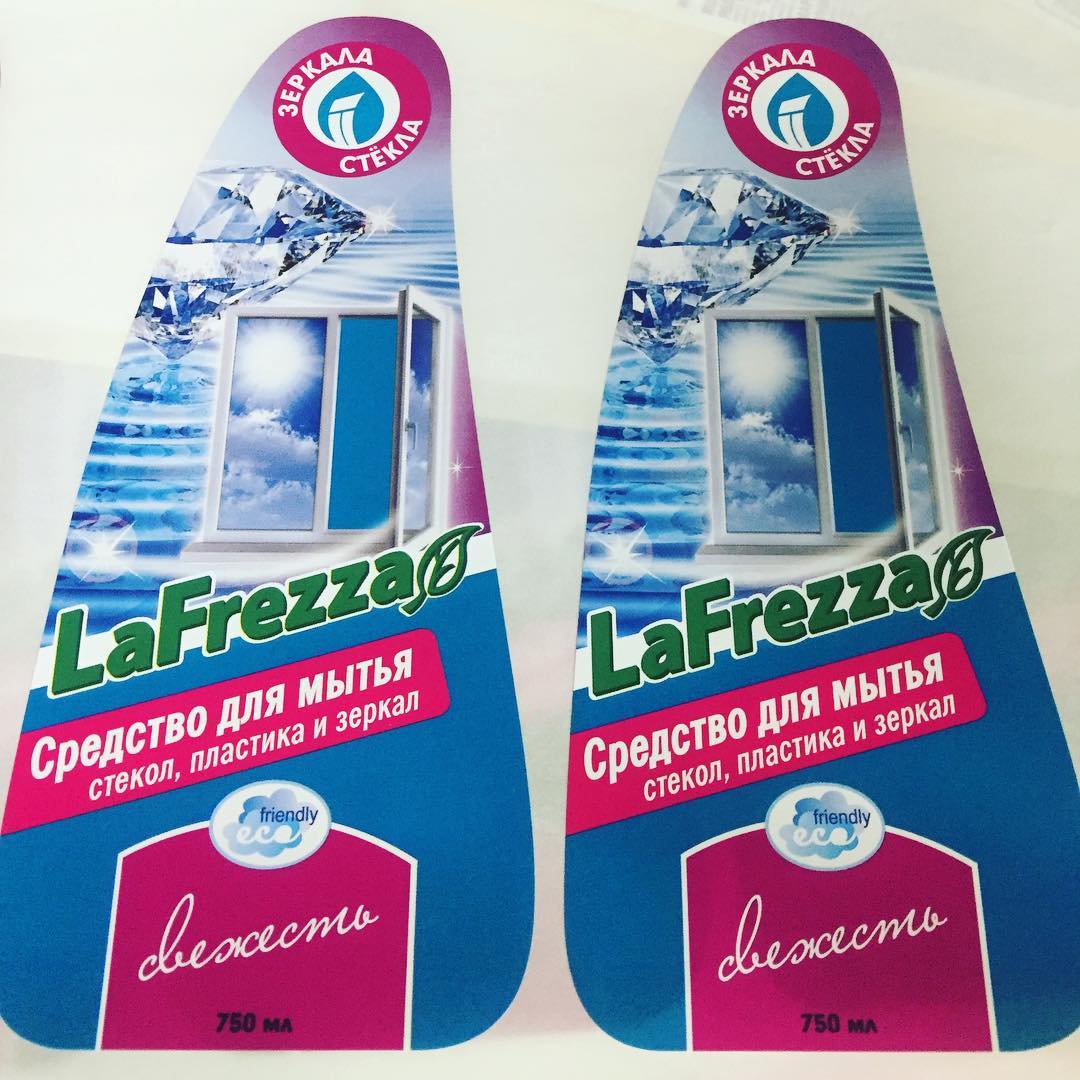 ЗЕРКАЛА
СТЁКЛА
LaFrezza
Средство для мытья
стекол, пластика и зеркал
friendly
eco
свежесть
750 мл
ЗЕРКАЛА
СТЁКЛА
LaFrezza
Средство для мытья
стекол, пластика и зеркал
friendly
eco
свежесть
750 мл